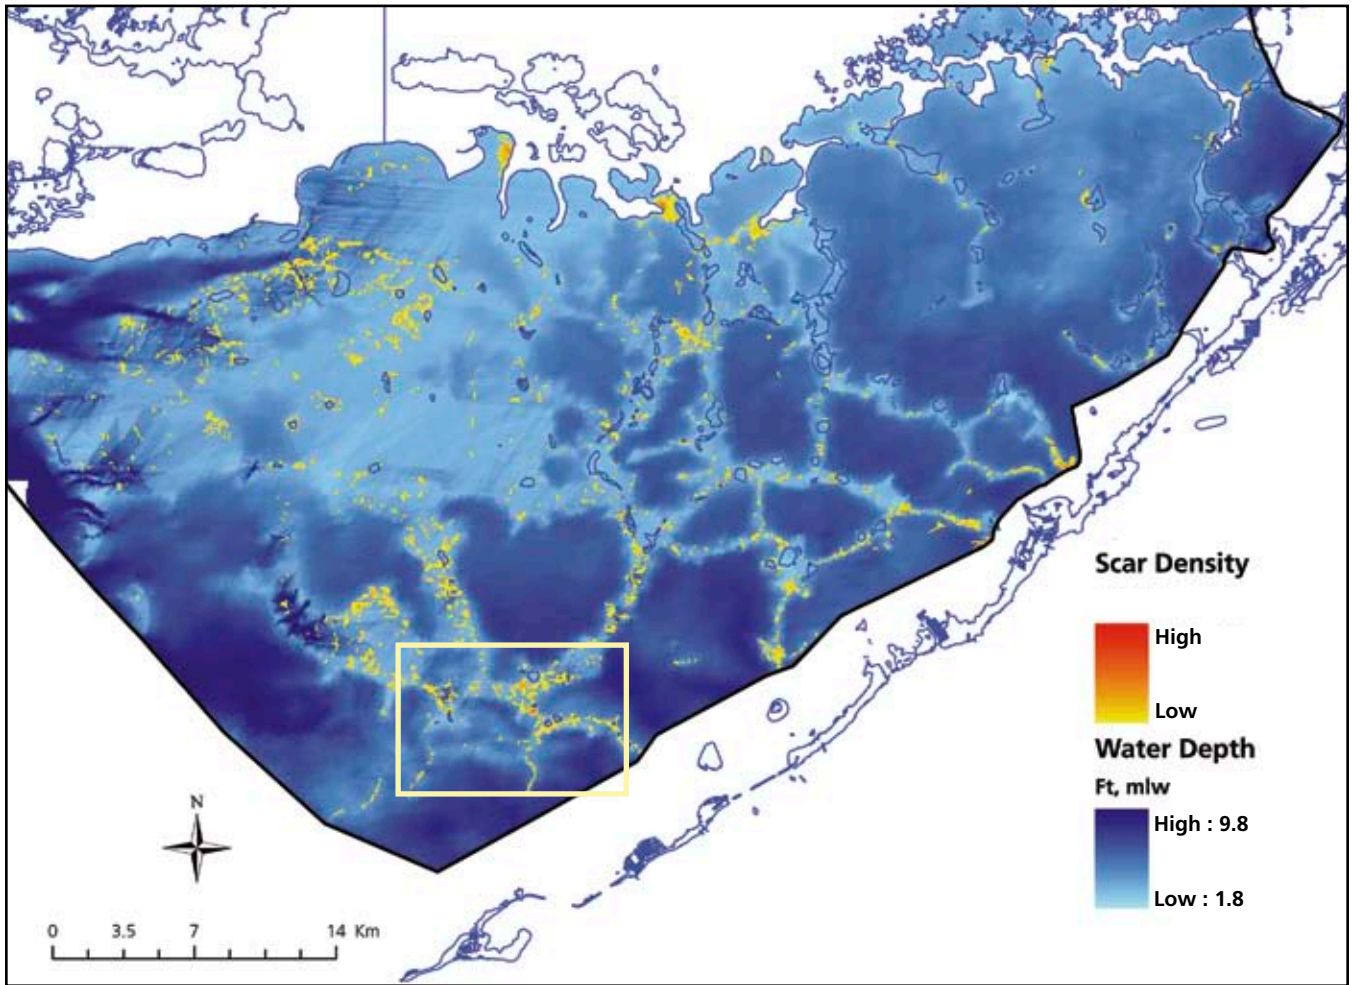 Scar Density
High
Low
Water Depth
Ft, mlw
High : 9.8
Low : 1.8
N
0 3.5 7 14 Km